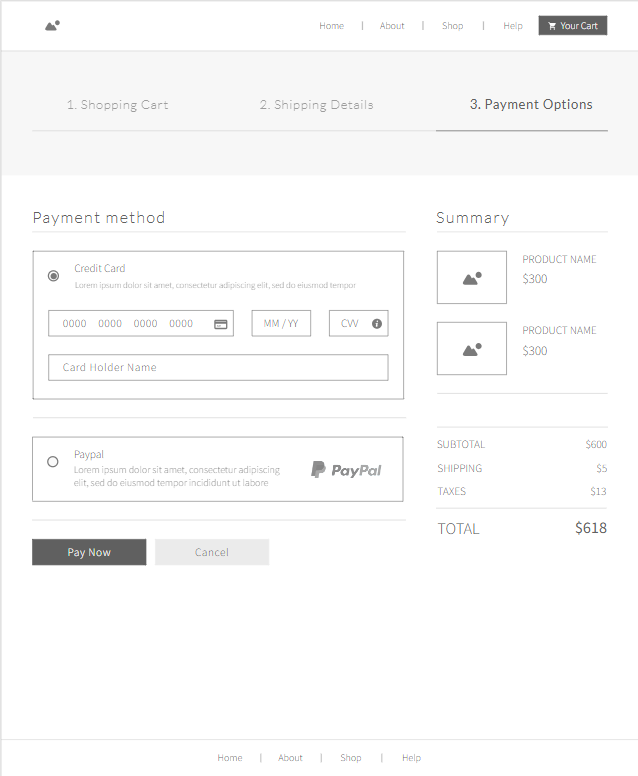 Home | About | Shop | Help Your Cart
1. Shopping Cart 2. Shipping Details 3. Payment Options
Payment method
Credit Card
Lorem ipsum dolor sit amet, consectetur adipiscing elit, sed do eiusmod tempor
0000 0000 0000 0000 MM / YY CVV
Card Holder Name
Paypal
Lorem ipsum dolor sit amet, consectetur adipiscing
elit, sed do eiusmod tempor incididunt ut labore
PayPal
Pay Now Cancel
Summary
PRODUCT NAME
$300
PRODUCT NAME
$300
SUBTOTAL $600
SHIPPING $5
TAXES $13
TOTAL $618
Home | About | Shop | Help